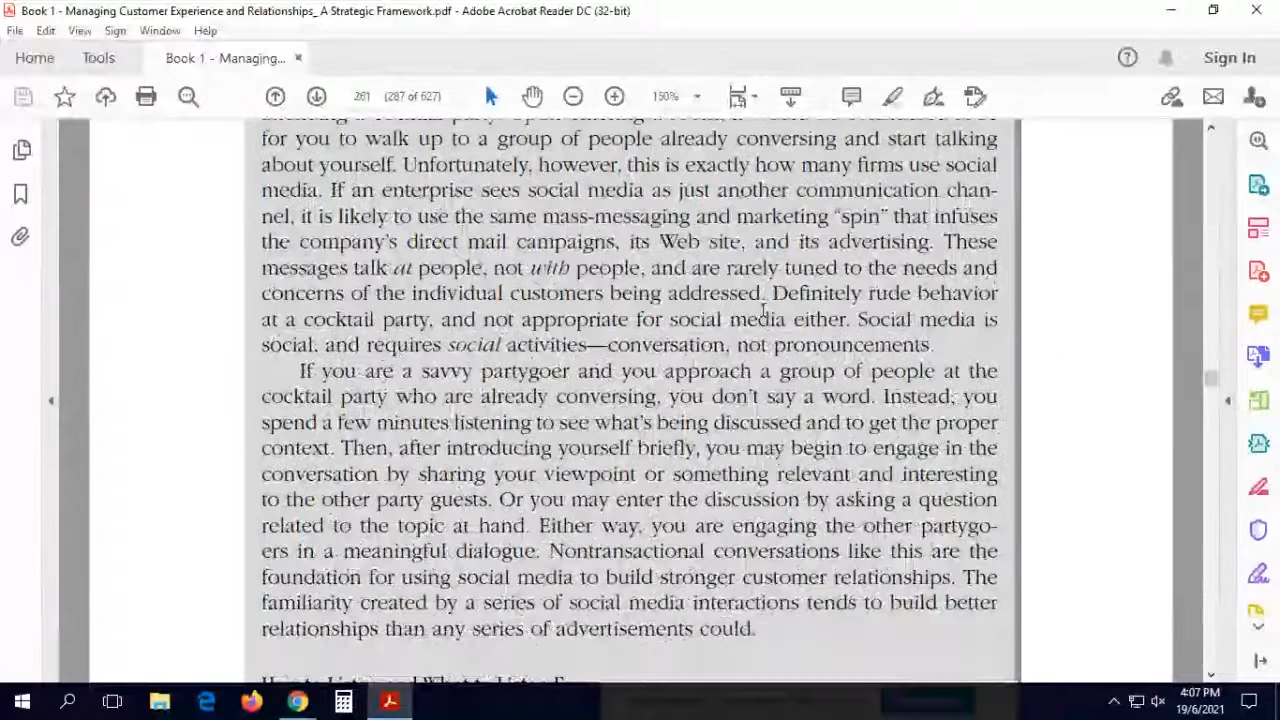 Book 1 - Managing Customer Experience and Relationships_ A Strategic Framework.pdf - Adobe Acrobat Reader DC (32-bit)
File Edit View Sign Window Help
Home Tools Book 1 - Managing... × Sign In
261 (287 of 627) 150%
for you to walk up to a group of people already conversing and start talking
about yourself. Unfortunately, however, this is exactly how many firms use social
media. If an enterprise sees social media as just another communication chan-
nel, it is likely to use the same mass-messaging and marketing “spin” that infuses
the company’s direct mail campaigns, its Web site, and its advertising. These
messages talk at people, not with people, and are rarely tuned to the needs and
concerns of the individual customers being addressed. Definitely rude behavior
at a cocktail party, and not appropriate for social media either. Social media is
social, and requires social activities—conversation, not pronouncements.
If you are a savvy partygoer and you approach a group of people at the
cocktail party who are already conversing, you don’t say a word. Instead, you
spend a few minutes listening to see what’s being discussed and to get the proper
context. Then, after introducing yourself briefly, you may begin to engage in the
conversation by sharing your viewpoint or something relevant and interesting
to the other party guests. Or you may enter the discussion by asking a question
related to the topic at hand. Either way, you are engaging the other partygo-
ers in a meaningful dialogue. Nontransactional conversations like this are the
foundation for using social media to build stronger customer relationships. The
familiarity created by a series of social media interactions tends to build better
relationships than any series of advertisements could.
4:07 PM
19/6/2021